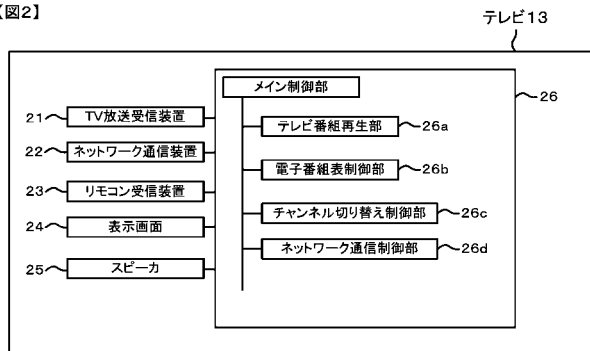 【図2】
テレビ13
メイン制御部
26
21 TV放送受信装置
テレビ番組再生部 26a
22 ネットワーク通信装置
電子番組表制御部 26b
23 リモコン受信装置
チャンネル切り替え制御部 26c
24 表示画面
ネットワーク通信制御部 26d
25 スピーカ